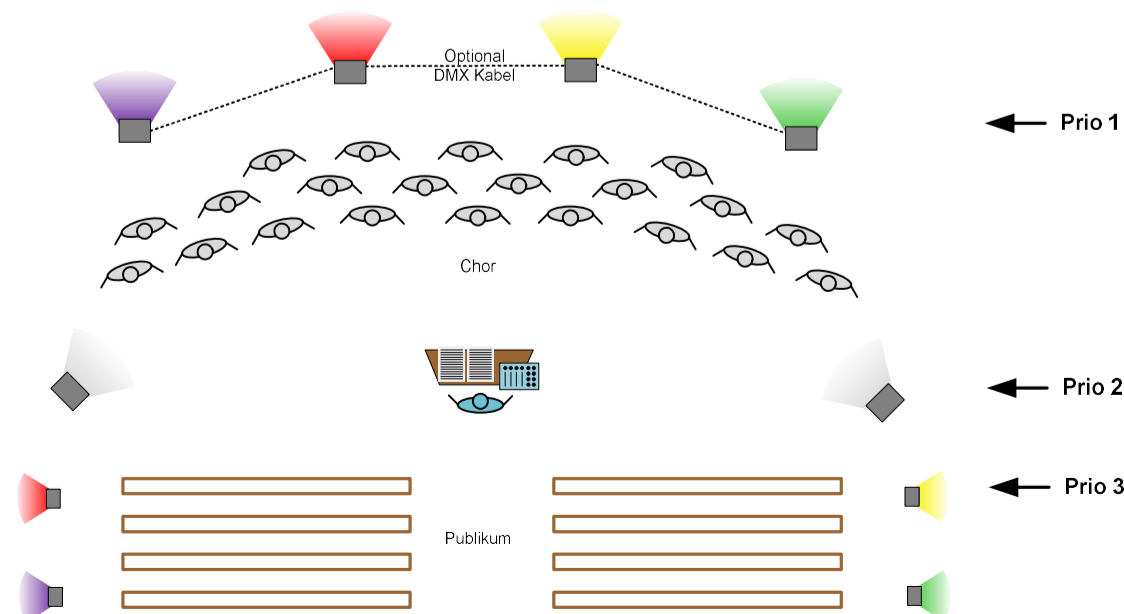 Optional
DMX Kabel
Prio 1
Chor
Prio 2
Prio 3
Publikum